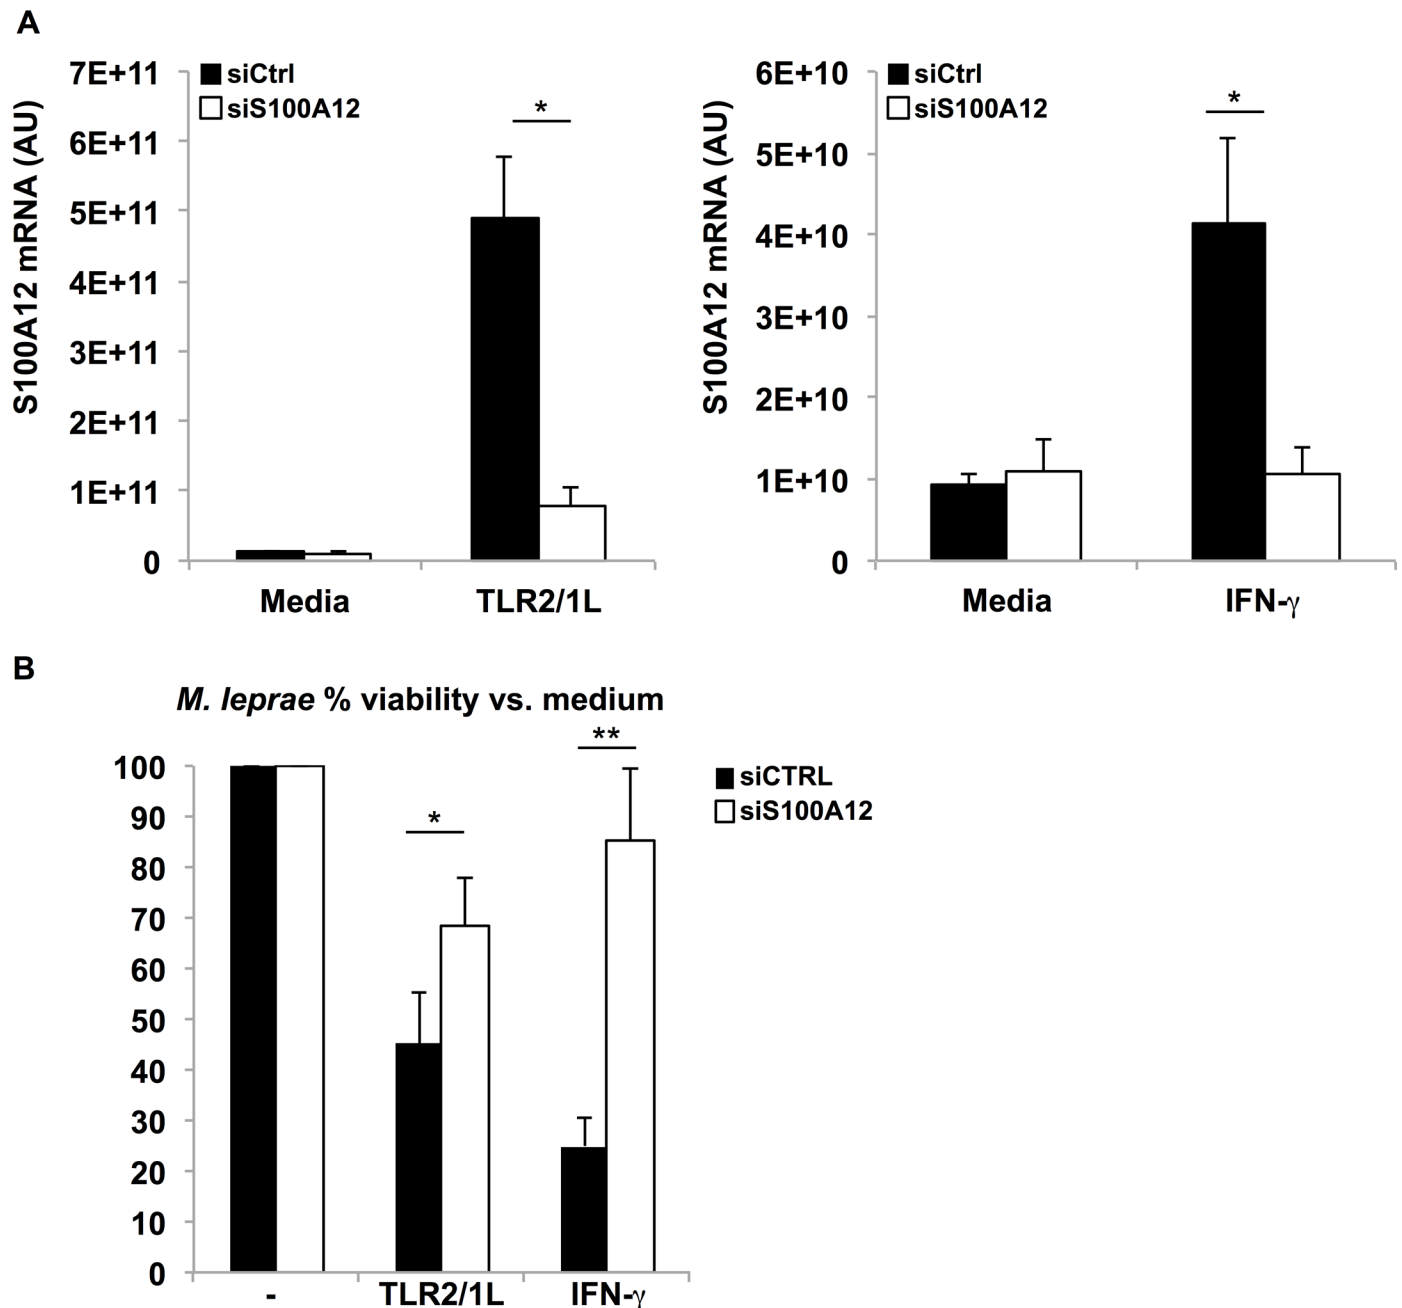 A
S100A12 mRNA (AU)
7E+11
6E+11
5E+11
4E+11
3E+11
2E+11
1E+11
0
siCtrl
siS100A12
*
Media
TLR2/1L
S100A12 mRNA (AU)
6E+10
5E+10
4E+10
3E+10
2E+10
1E+10
0
siCtrl
siS100A12
*
Media
IFN-γ
B
M. leprae % viability vs. medium
100
90
80
70
60
50
40
30
20
10
0
*
**
siCTRL
siS100A12
-
TLR2/1L
IFN-γ